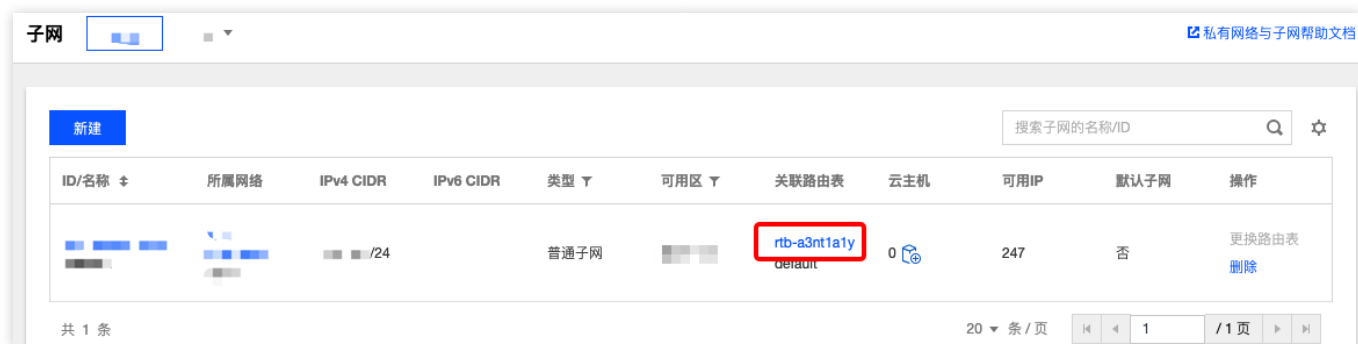 子网
私有网络与子网帮助文档
新建
搜索子网的名称/ID
ID/名称 所属网络 IPv4 CIDR IPv6 CIDR 类型 可用区 关联路由表 云主机 可用IP 默认子网 操作
/24 普通子网 rtb-a3nt1a1y 0 247 否 更换路由表
default 删除
共 1 条 20 条 / 页 1 / 1 页